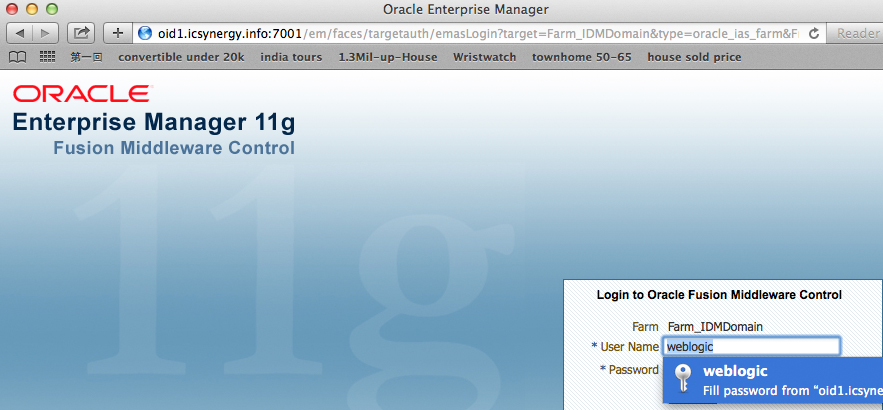 Oracle Enterprise Manager
oid1.icsynergy.info:7001/em/faces/targetauth/emasLogin?target=Farm_IDMDomain&type=oracle_ias_farm&F
Reader
第一回 convertible under 20k india tours 1.3Mil-up-House Wristwatch townhome 50-65 house sold price
ORACLE
Enterprise Manager 11g
Fusion Middleware Control
11g
Login to Oracle Fusion Middleware Control
Farm Farm_IDMDomain
* User Name weblogic
* Password
weblogic
Fill password from “oid1.icsyne